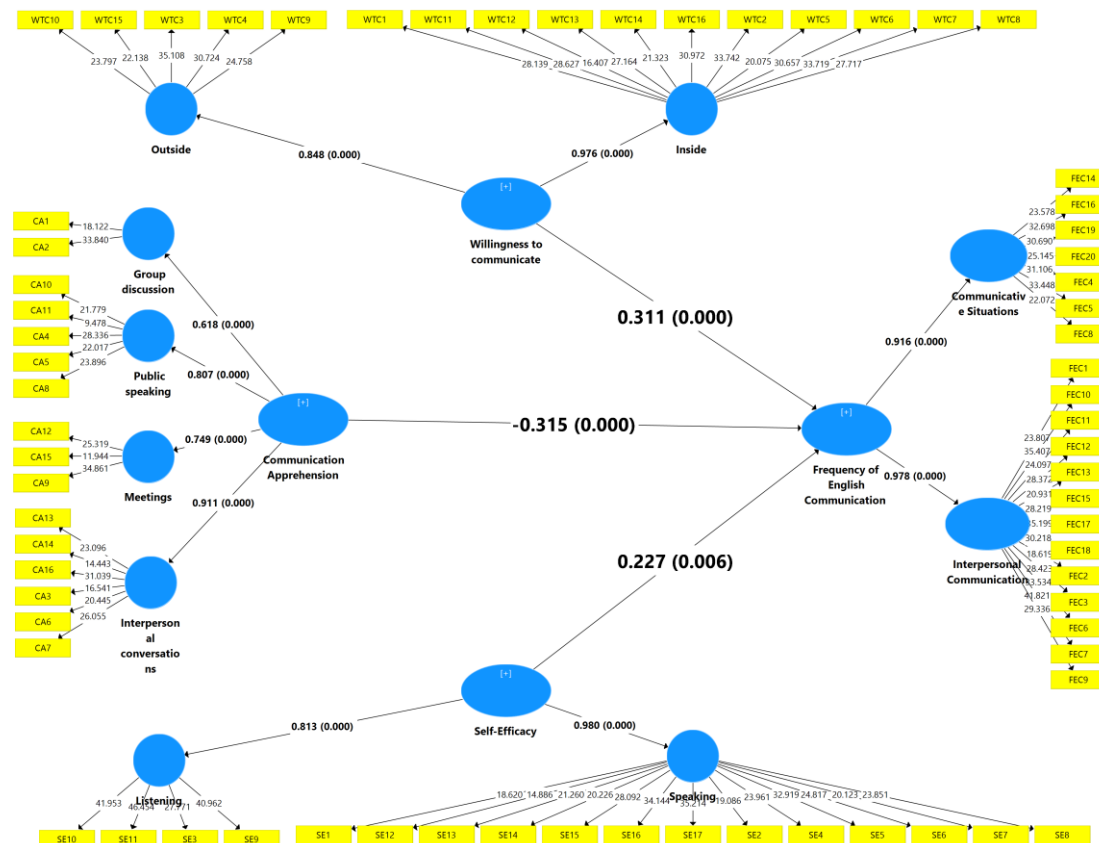 WTC10 WTC15 WTC3 WTC4 WTC9 WTC1 WTC11 WTC12 WTC13 WTC14 WTC16 WTC2 WTC5 WTC6 WTC7 WTC8
23.797 22.138 35.108 30.724 24.758
28.139 28.627 16.407 27.164 21.323 30.972 33.742 20.075 30.657 33.719 27.717
Outside
Inside
0.848 (0.000)
0.976 (0.000)
[+]
Willingness to
communicate
CA1
CA2
18.122
33.840
Group
discussion
CA10
CA11
CA4
CA5
CA8
21.779
9.478
28.336
22.017
23.896
Public
speaking
CA12
CA15
CA9
25.319
11.944
34.861
Meetings
CA13
CA14
CA16
CA3
CA6
CA7
23.096
14.443
31.039
16.541
20.445
26.055
Interperson
al
conversatio
ns
0.618 (0.000)
0.807 (0.000)
0.749 (0.000)
0.911 (0.000)
[+]
Communication
Apprehension
0.311 (0.000)
-0.315 (0.000)
0.227 (0.006)
[+]
Frequency of
English
Communication
0.916 (0.000)
0.978 (0.000)
Communicativ
e Situations
FEC14
FEC16
FEC19
FEC20
FEC4
FEC5
FEC8
23.578
32.698
30.690
25.145
31.106
33.448
22.072
Interpersonal
Communication
FEC1
FEC10
FEC11
FEC12
FEC13
FEC15
FEC17
FEC18
FEC2
FEC3
FEC6
FEC7
FEC9
23.807
35.407
24.097
28.372
20.931
28.219
30.218
18.619
28.423
41.821
29.336
[+]
Self-Efficacy
0.813 (0.000)
0.980 (0.000)
Listening
Speaking
41.953 46.454 27.771 40.962
18.620 14.886 21.260 20.226 28.092 34.144 35.214 19.086 23.961 32.919 24.817 20.123 23.851
SE10 SE11 SE3 SE9 SE1 SE12 SE13 SE14 SE15 SE16 SE17 SE2 SE4 SE5 SE6 SE7 SE8